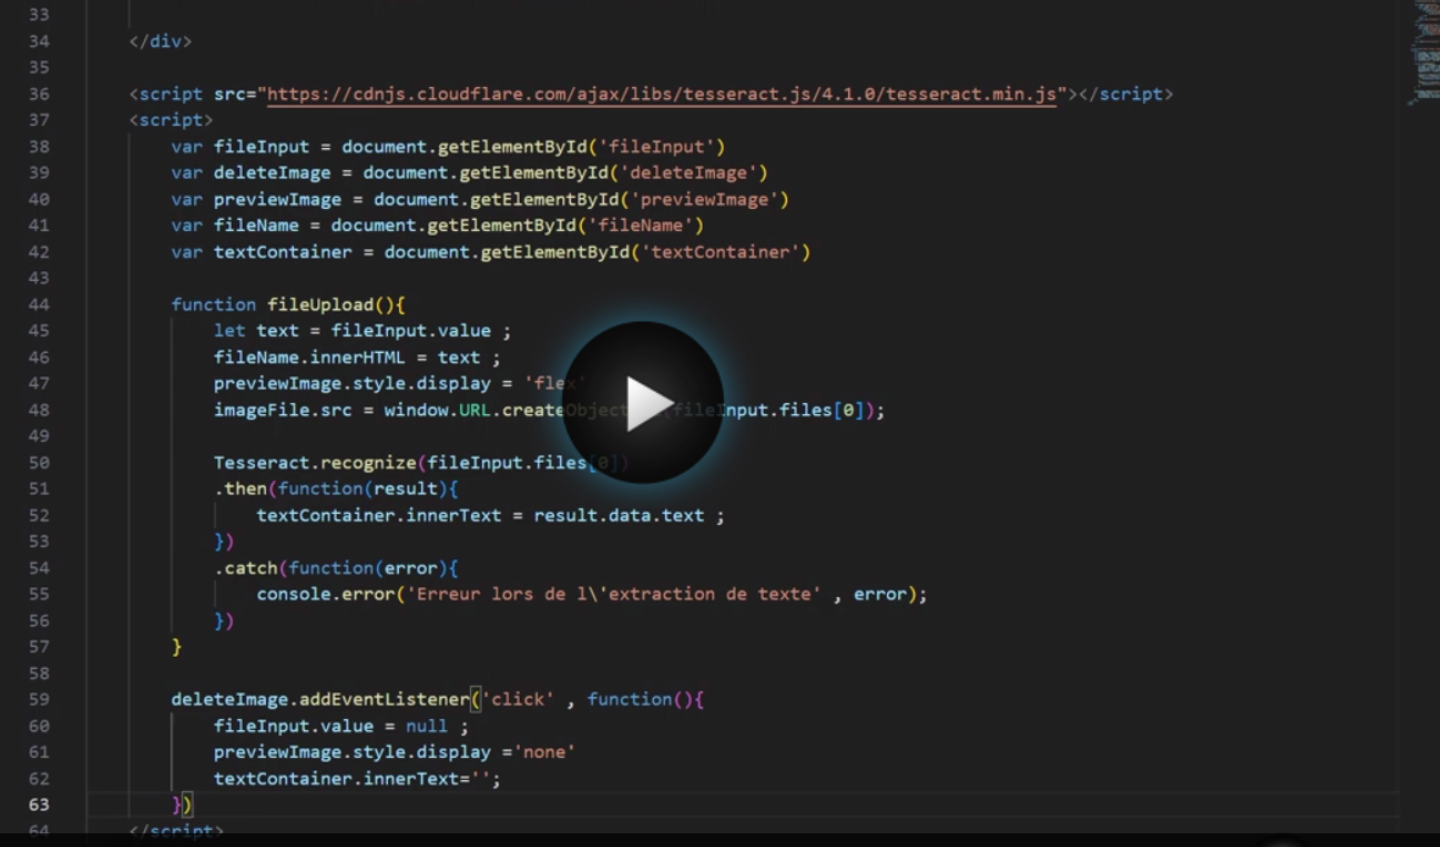 33
34 </div>
35
36 <script src="https://cdnjs.cloudflare.com/ajax/libs/tesseract.js/4.1.0/tesseract.min.js"></script>
37 <script>
38 var fileInput = document.getElementById('fileInput')
39 var deleteImage = document.getElementById('deleteImage')
40 var previewImage = document.getElementById('previewImage')
41 var fileName = document.getElementById('fileName')
42 var textContainer = document.getElementById('textContainer')
43
44 function fileUpload(){
45 let text = fileInput.value ;
46 fileName.innerHTML = text ;
47 previewImage.style.display = 'flex'
48 imageFile.src = window.URL.createObject (fileInput.files[0]);
49
50 Tesseract.recognize(fileInput.files[0])
51 .then(function(result){
52 textContainer.innerText = result.data.text ;
53 })
54 .catch(function(error){
55 console.error('Erreur lors de l\'extraction de texte' , error);
56 })
57 }
58
59 deleteImage.addEventListener('click' , function(){
60 fileInput.value = null ;
61 previewImage.style.display ='none'
62 textContainer.innerText='';
63 })
64 </script>